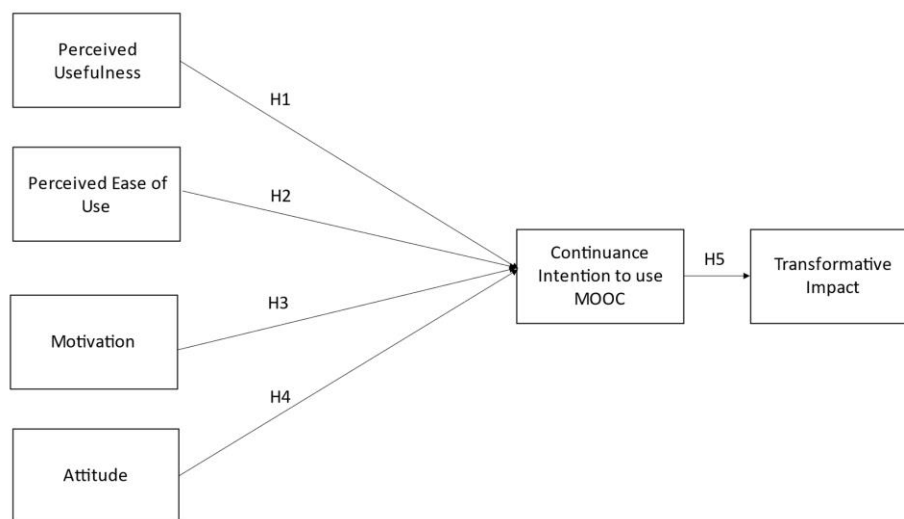 Perceived
Usefulness
H1
Perceived Ease of
Use
H2
Continuance
Intention to use
MOOC
H5
Transformative
Impact
H3
Motivation
H4
Attitude